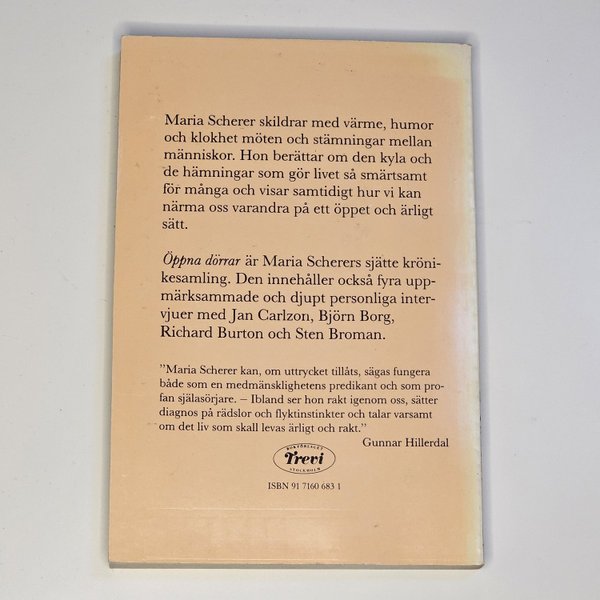 Maria Scherer skildrar med värme, humor
och klokhet möten och stämningar mellan
människor. Hon berättar om den kyla och
de hämningar som gör livet så smärtsamt
för många och visar samtidigt hur vi kan
närma oss varandra på ett öppet och ärligt
sätt.
Öppna dörrar är Maria Scherers sjätte kröni-
kesamling. Den innehåller också fyra upp-
märksammade och djupt personliga inter-
vjuer med Jan Carlzon, Björn Borg,
Richard Burton och Sten Broman.
”Maria Scherer kan, om uttrycket tillåts, sägas fungera
både som en medmänsklighetens predikant och som pro-
fan själasörjare. – Ibland ser hon rakt igenom oss, sätter
diagnos på rädslor och flyktinstinkter och talar varsamt
om det liv som skall levas ärligt och rakt.”
Gunnar Hillerdal
BOKFÖRLAGET
Trevi
STOCKHOLM
ISBN 91 7160 683 1